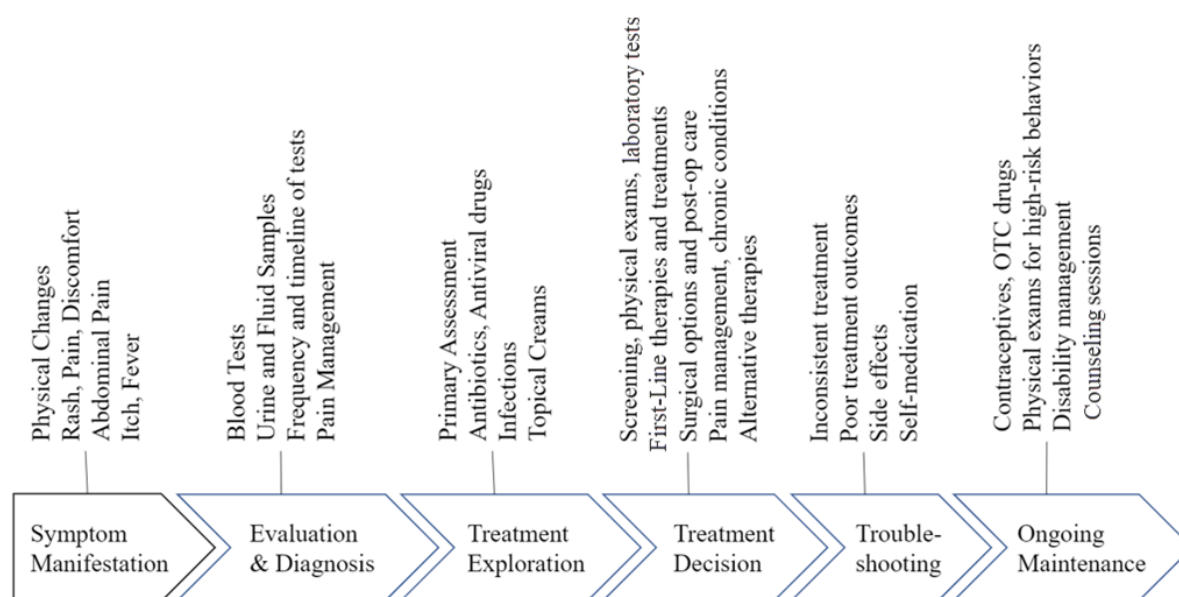 Physical Changes
Rash, Pain, Discomfort
Abdominal Pain
Itch, Fever
Blood Tests
Urine and Fluid Samples
Frequency and timeline of tests
Pain Management
Primary Assessment
Antibiotics, Antiviral drugs
Infections
Topical Creams
Screening, physical exams, laboratory tests
First-Line therapies and treatments
Surgical options and post-op care
Pain management, chronic conditions
Alternative therapies
Inconsistent treatment
Poor treatment outcomes
Side effects
Self-medication
Contraceptives, OTC drugs
Physical exams for high-risk behaviors
Disability management
Counseling sessions
Symptom
Manifestation
Evaluation
& Diagnosis
Treatment
Exploration
Treatment
Decision
Trouble-
shooting
Ongoing
Maintenance